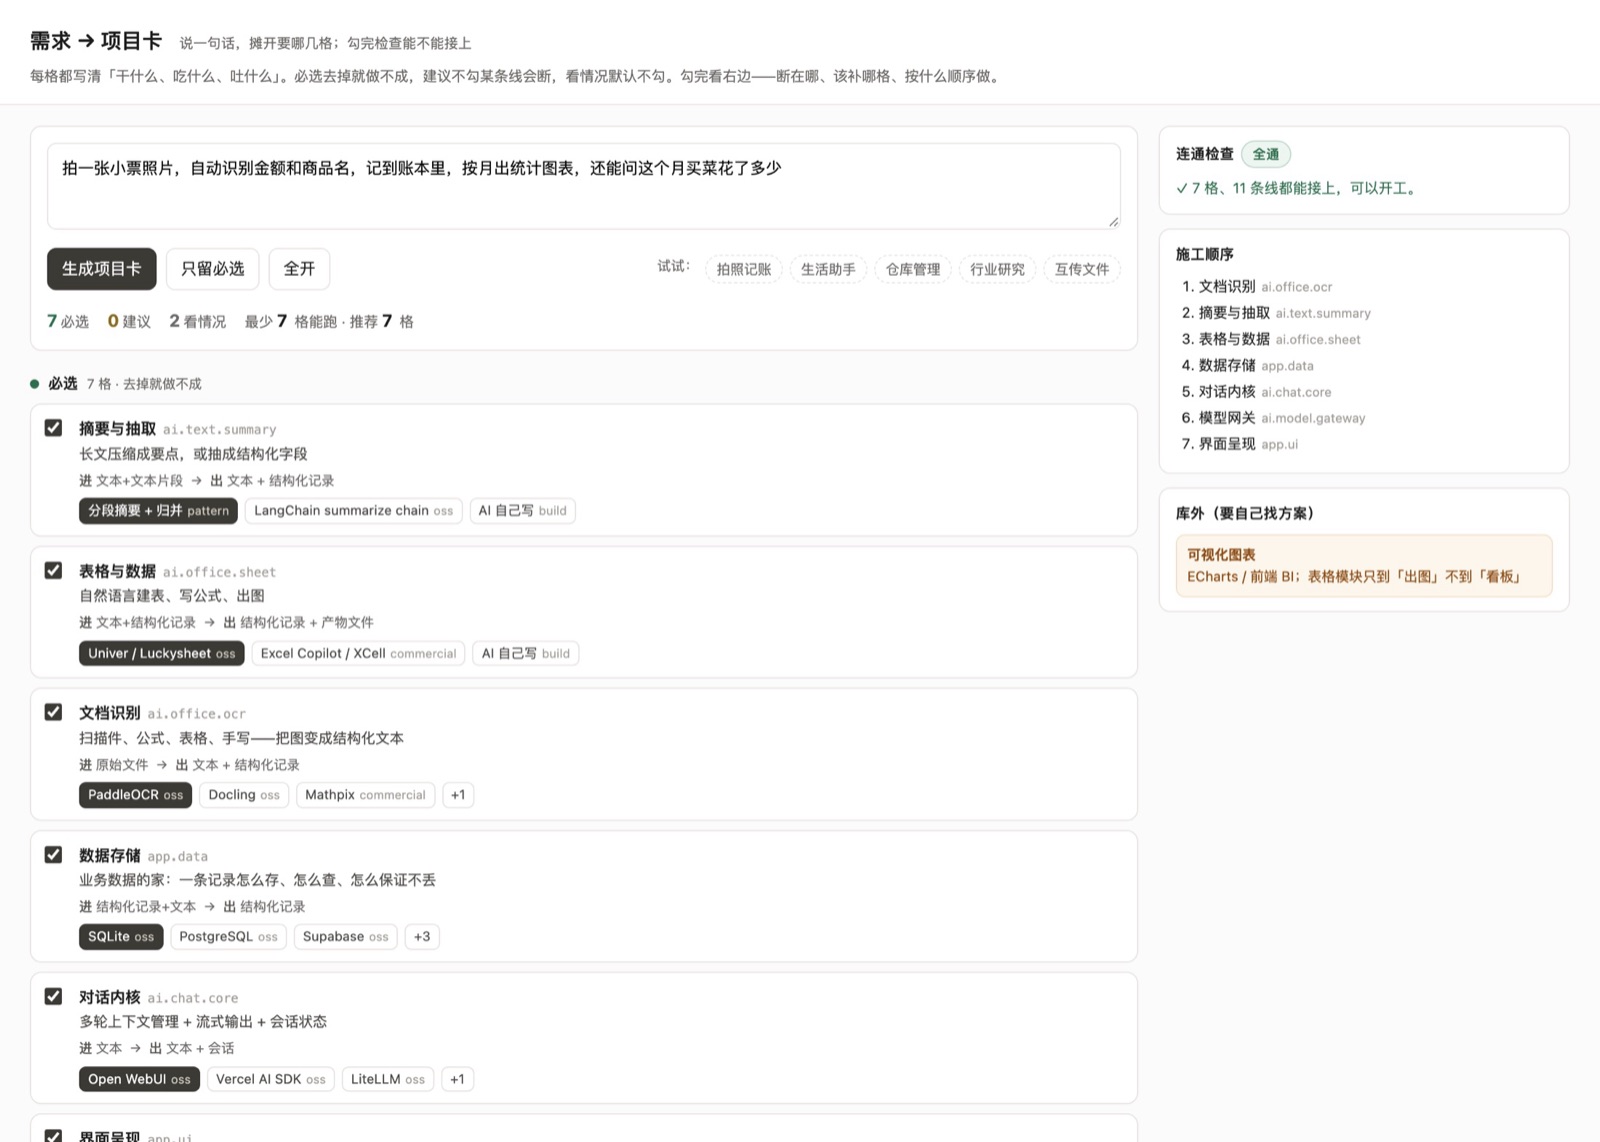 需求 → 项目卡 说一句话，摊开要哪几格；勾完检查能不能接上
每格都写清「干什么、吃什么、吐什么」。必选去掉就做不成，建议不勾某条线会断，看情况默认不勾。勾完看右边——断在哪、该补哪格、按什么顺序做。
拍一张小票照片，自动识别金额和商品名，记到账本里，按月出统计图表，还能问这个月买菜花了多少
生成项目卡 只留必选 全开 试试： 拍照记账 生活助手 仓库管理 行业研究 互传文件
7 必选 0 建议 2 看情况 最少 7 格能跑 · 推荐 7 格
必选 7 格 · 去掉就做不成
摘要与抽取 ai.text.summary
长文压缩成要点，或抽成结构化字段
进 文本+文本片段 → 出 文本 + 结构化记录
分段摘要 + 归并 pattern LangChain summarize chain oss AI 自己写 build
表格与数据 ai.office.sheet
自然语言建表、写公式、出图
进 文本+结构化记录 → 出 结构化记录 + 产物文件
Univer / Luckysheet oss Excel Copilot / XCell commercial AI 自己写 build
文档识别 ai.office.ocr
扫描件、公式、表格、手写——把图变成结构化文本
进 原始文件 → 出 文本 + 结构化记录
PaddleOCR oss Docling oss Mathpix commercial +1
数据存储 app.data
业务数据的家：一条记录怎么存、怎么查、怎么保证不丢
进 结构化记录+文本 → 出 结构化记录
SQLite oss PostgreSQL oss Supabase oss +3
对话内核 ai.chat.core
多轮上下文管理 + 流式输出 + 会话状态
进 文本 → 出 文本 + 会话
Open WebUI oss Vercel AI SDK oss LiteLLM oss +1
界面呈现 app.ui
连通检查 全通
✓ 7 格、11 条线都能接上，可以开工。
施工顺序
1. 文档识别 ai.office.ocr
2. 摘要与抽取 ai.text.summary
3. 表格与数据 ai.office.sheet
4. 数据存储 app.data
5. 对话内核 ai.chat.core
6. 模型网关 ai.model.gateway
7. 界面呈现 app.ui
库外（要自己找方案）
可视化图表
ECharts / 前端 BI；表格模块只到「出图」不到「看板」